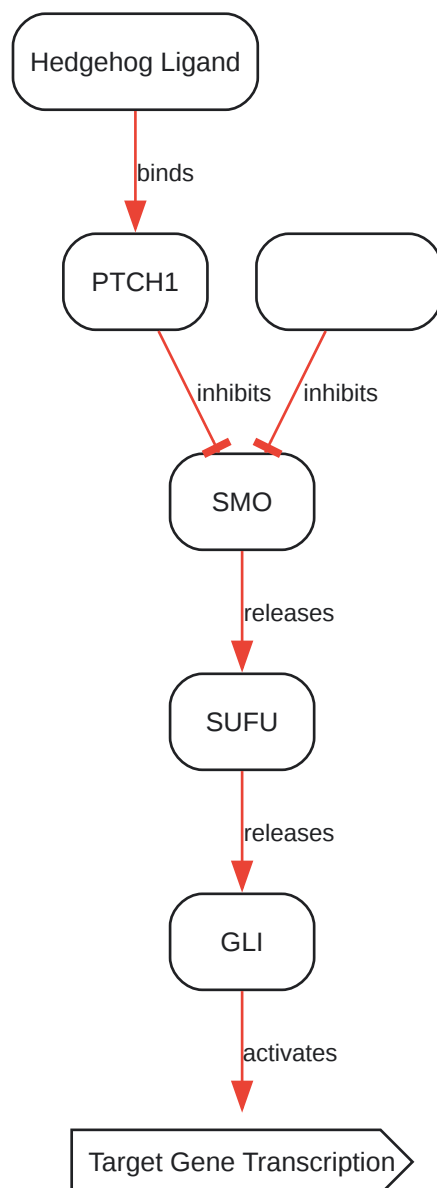 Hedgehog Ligand
binds
PTCH1
inhibits
inhibits
SMO
releases
SUFU
releases
GLI
activates
Target Gene Transcription